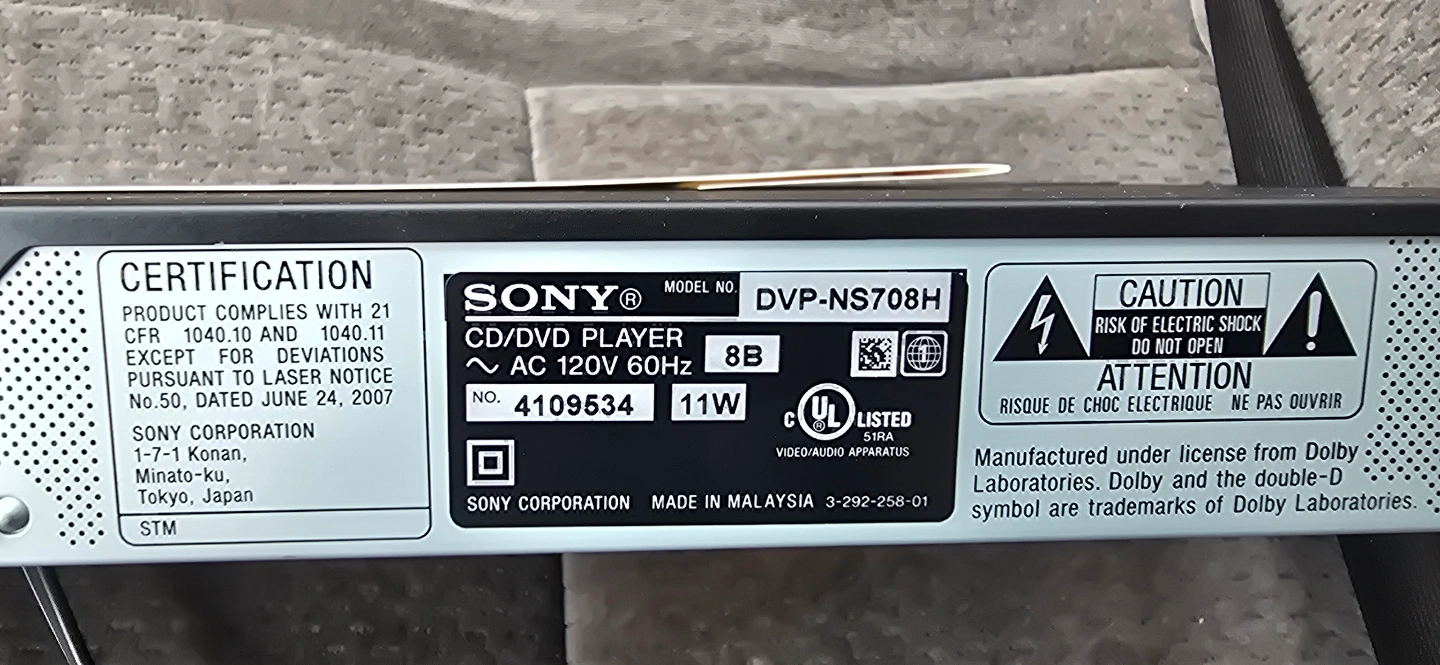 CERTIFICATION
PRODUCT COMPLIES WITH 21
CFR 1040.10 AND 1040.11
EXCEPT FOR DEVIATIONS
PURSUANT TO LASER NOTICE
No.50, DATED JUNE 24, 2007
SONY CORPORATION
1-7-1 Konan,
Minato-ku,
Tokyo, Japan
STM
SONY® MODEL NO. DVP-NS708H
CD/DVD PLAYER
~ AC 120V 60Hz 8B
NO. 4109534 11W
C UL® LISTED
51RA
VIDEO/AUDIO APPARATUS
SONY CORPORATION MADE IN MALAYSIA 3-292-258-01
CAUTION
RISK OF ELECTRIC SHOCK
DO NOT OPEN
ATTENTION
RISQUE DE CHOC ELECTRIQUE NE PAS OUVRIR
Manufactured under license from Dolby
Laboratories. Dolby and the double-D
symbol are trademarks of Dolby Laboratories.